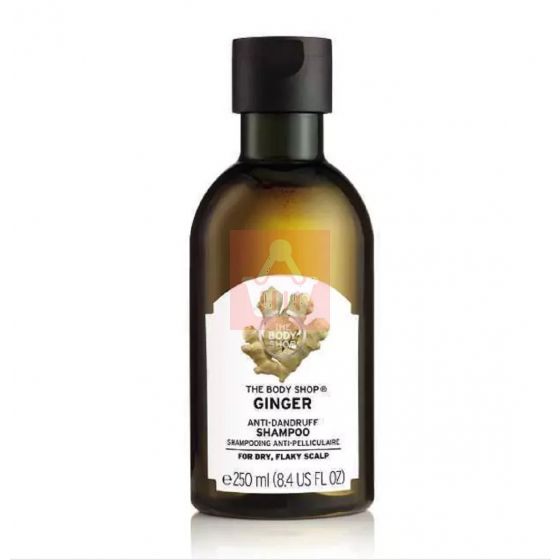 THE
BODY
SHOP
THE BODY SHOP®
GINGER
ANTI-DANDRUFF
SHAMPOO
SHAMPOOING ANTI-PELLICULAIRE
FOR DRY, FLAKY SCALP
℮250 ml (8.4 US FL OZ)